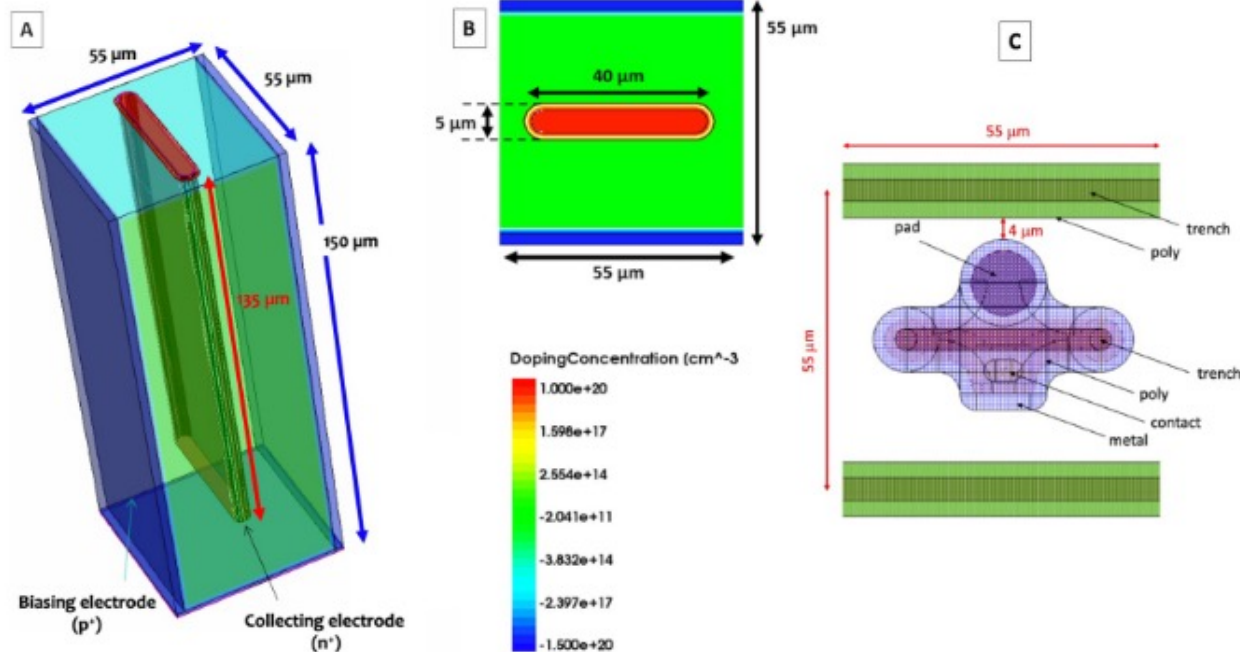 A
55 µm
55 µm
150 µm
135 µm
Biasing electrode
(p⁺)
Collecting electrode
(n⁺)
B
55 µm
40 µm
5 µm
55 µm
DopingConcentration (cm^-3
1.000e+20
1.598e+17
2.554e+14
-2.041e+11
-3.832e+14
-2.397e+17
-1.500e+20
C
55 µm
55 µm
4 µm
pad
trench
poly
trench
poly
contact
metal